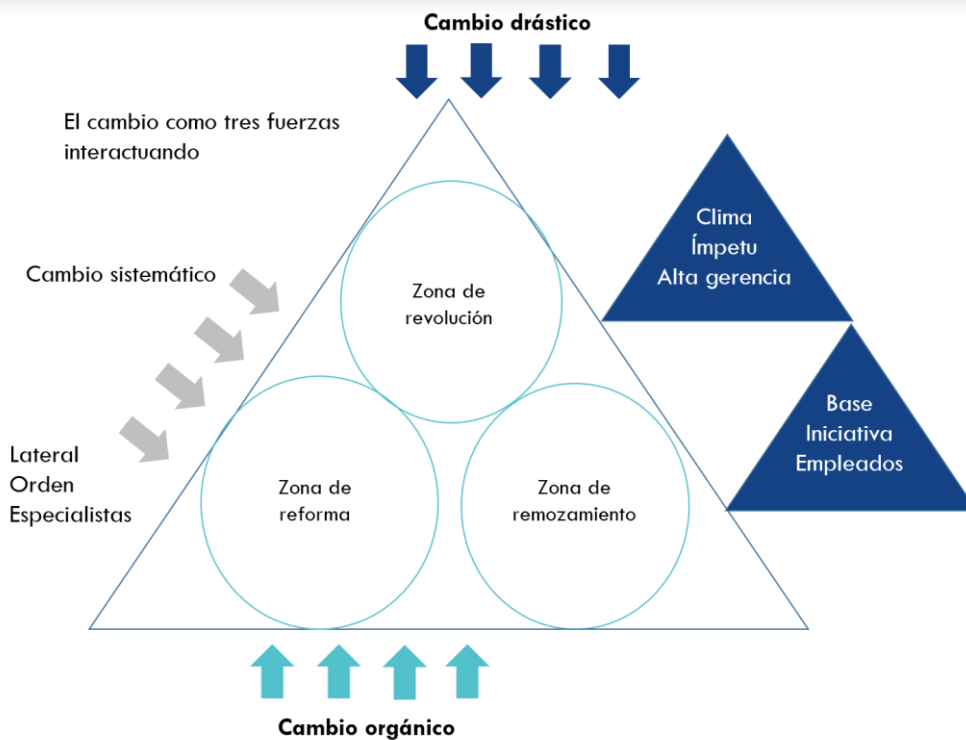 Cambio drástico
El cambio como tres fuerzas
interactuando
Clima
Ímpetu
Alta gerencia
Cambio sistemático
Zona de
revolución
Base
Iniciativa
Empleados
Lateral
Orden
Especialistas
Zona de
reforma
Zona de
remozamiento
Cambio orgánico